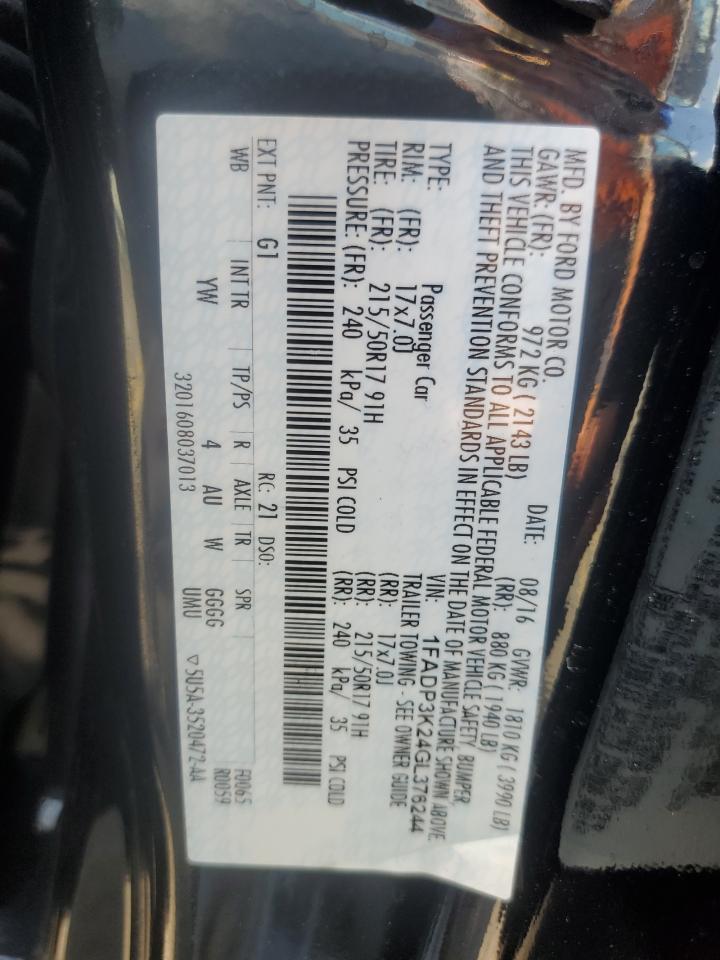 MFD. BY FORD MOTOR CO.
DATE: 08/16 GVWR: 1810 KG ( 3990 LB)
GAWR: (FR): 972 KG ( 2143 LB) (RR): 880 KG ( 1940 LB)
THIS VEHICLE CONFORMS TO ALL APPLICABLE FEDERAL MOTOR VEHICLE SAFETY, BUMPER,
AND THEFT PREVENTION STANDARDS IN EFFECT ON THE DATE OF MANUFACTURE SHOWN ABOVE.
VIN: 1FADP3K24GL376244
TYPE: Passenger Car TRAILER TOWING - SEE OWNER GUIDE
RIM: (FR): 17x7.0J (RR): 17x7.0J
TIRE: (FR): 215/50R17 91H (RR): 215/50R17 91H
PRESSURE: (FR): 240 kPa/ 35 PSI COLD (RR): 240 kPa/ 35 PSI COLD
EXT PNT: G1 RC: 21 DSO: F0065
WB INT TR TP/PS R AXLE TR SPR R0059
YW 4 AU W GGGG
UMU
3201608037013 ▽5U5A-3520472-AA